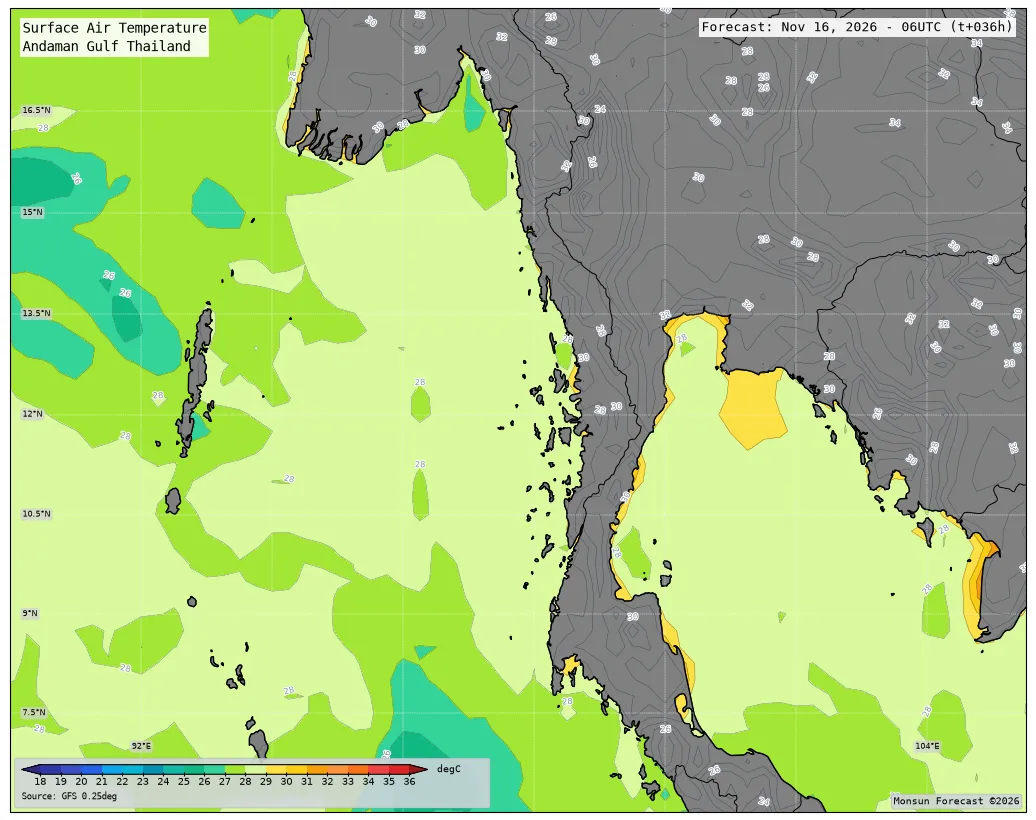 Surface Air Temperature
Andaman Gulf Thailand
Forecast: Nov 16, 2026 - 06UTC (t+036h)
16.5°N
15°N
13.5°N
12°N
10.5°N
9°N
7.5°N
92°E
104°E
18 19 20 21 22 23 24 25 26 27 28 29 30 31 32 33 34 35 36 degC
Source: GFS 0.25deg
Monsun Forecast ©2026